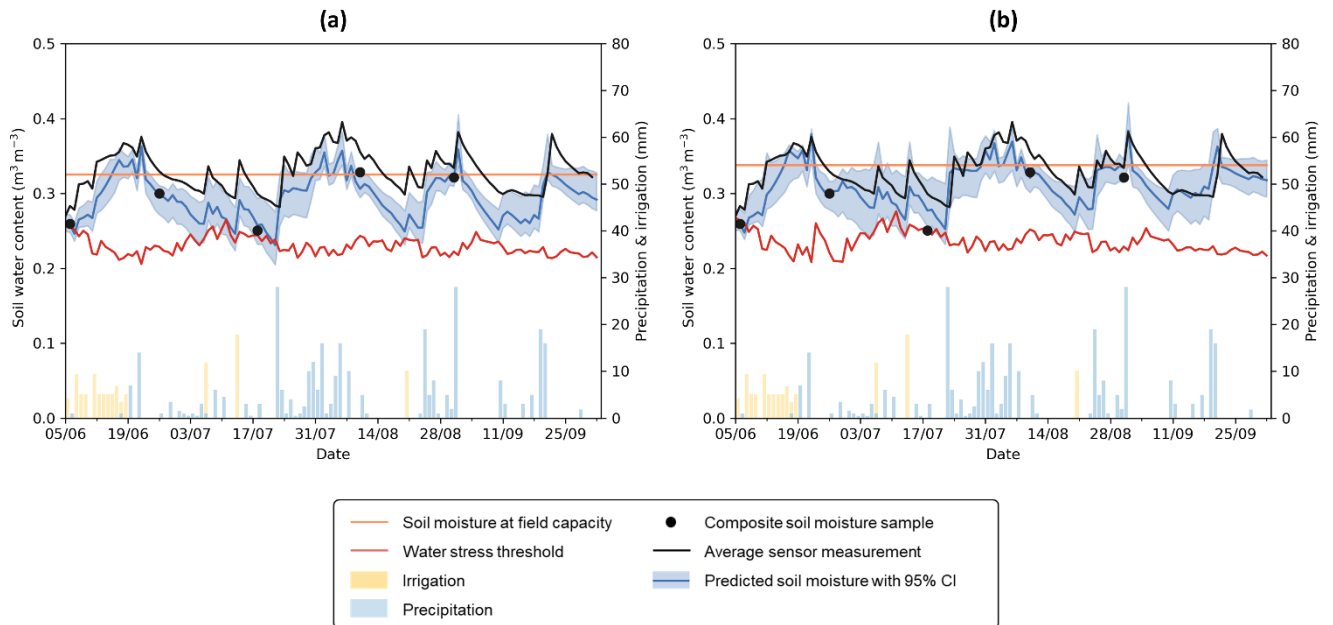 (a)
(b)
0.5
0.4
0.3
0.2
0.1
0.0
Soil water content (m³ m⁻³)
80
70
60
50
40
30
20
10
0
Precipitation & irrigation (mm)
05/06 19/06 03/07 17/07 31/07 14/08 28/08 11/09 25/09
Date
0.5
0.4
0.3
0.2
0.1
0.0
Soil water content (m³ m⁻³)
80
70
60
50
40
30
20
10
0
Precipitation & irrigation (mm)
05/06 19/06 03/07 17/07 31/07 14/08 28/08 11/09 25/09
Date
Soil moisture at field capacity
Water stress threshold
Irrigation
Precipitation
Composite soil moisture sample
Average sensor measurement
Predicted soil moisture with 95% CI